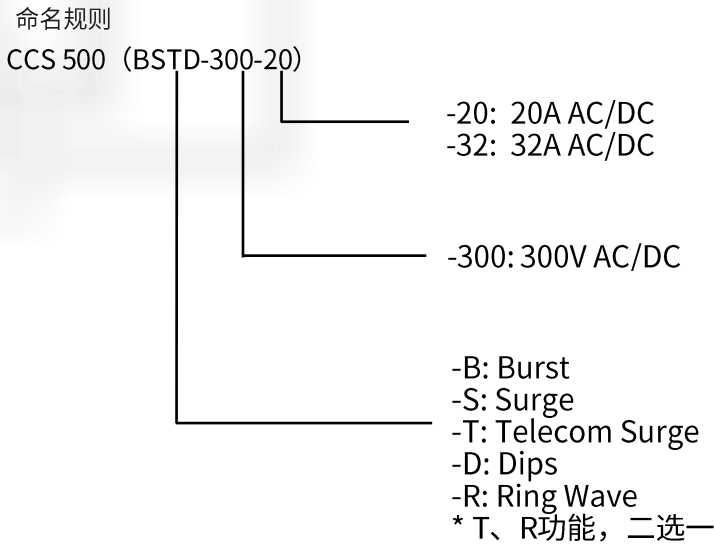 命名规则
CCS 500（BSTD-300-20）
-20: 20A AC/DC
-32: 32A AC/DC
-300: 300V AC/DC
-B: Burst
-S: Surge
-T: Telecom Surge
-D: Dips
-R: Ring Wave
* T、R功能，二选一